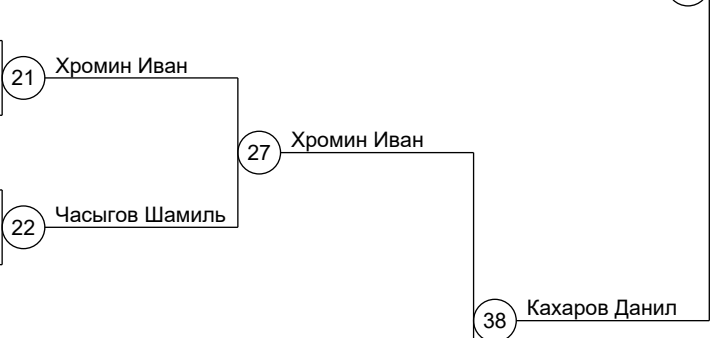 21 Хромин Иван
27 Хромин Иван
22 Часыгов Шамиль
38 Кахаров Данил